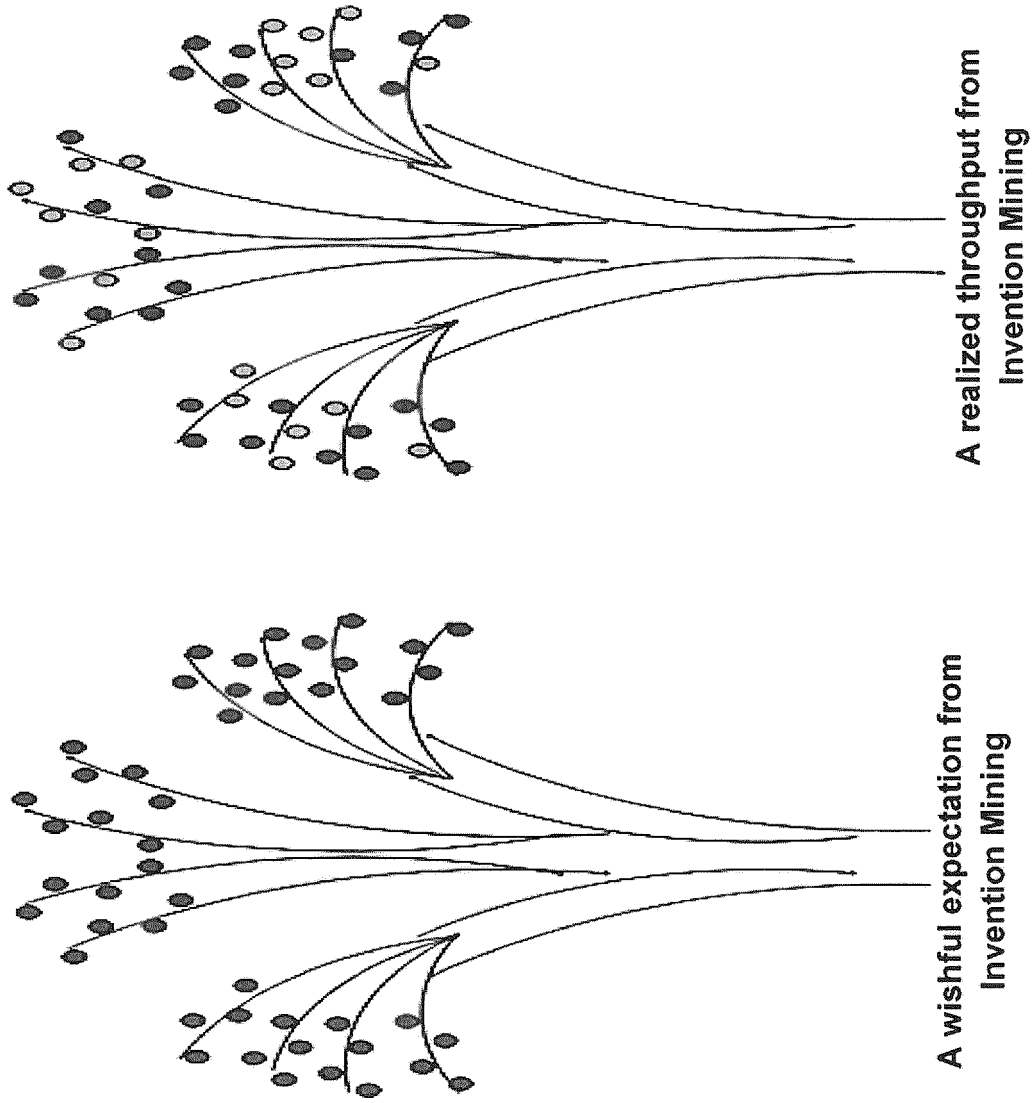 A wishful expectation from
Invention Mining
A realized throughput from
Invention Mining